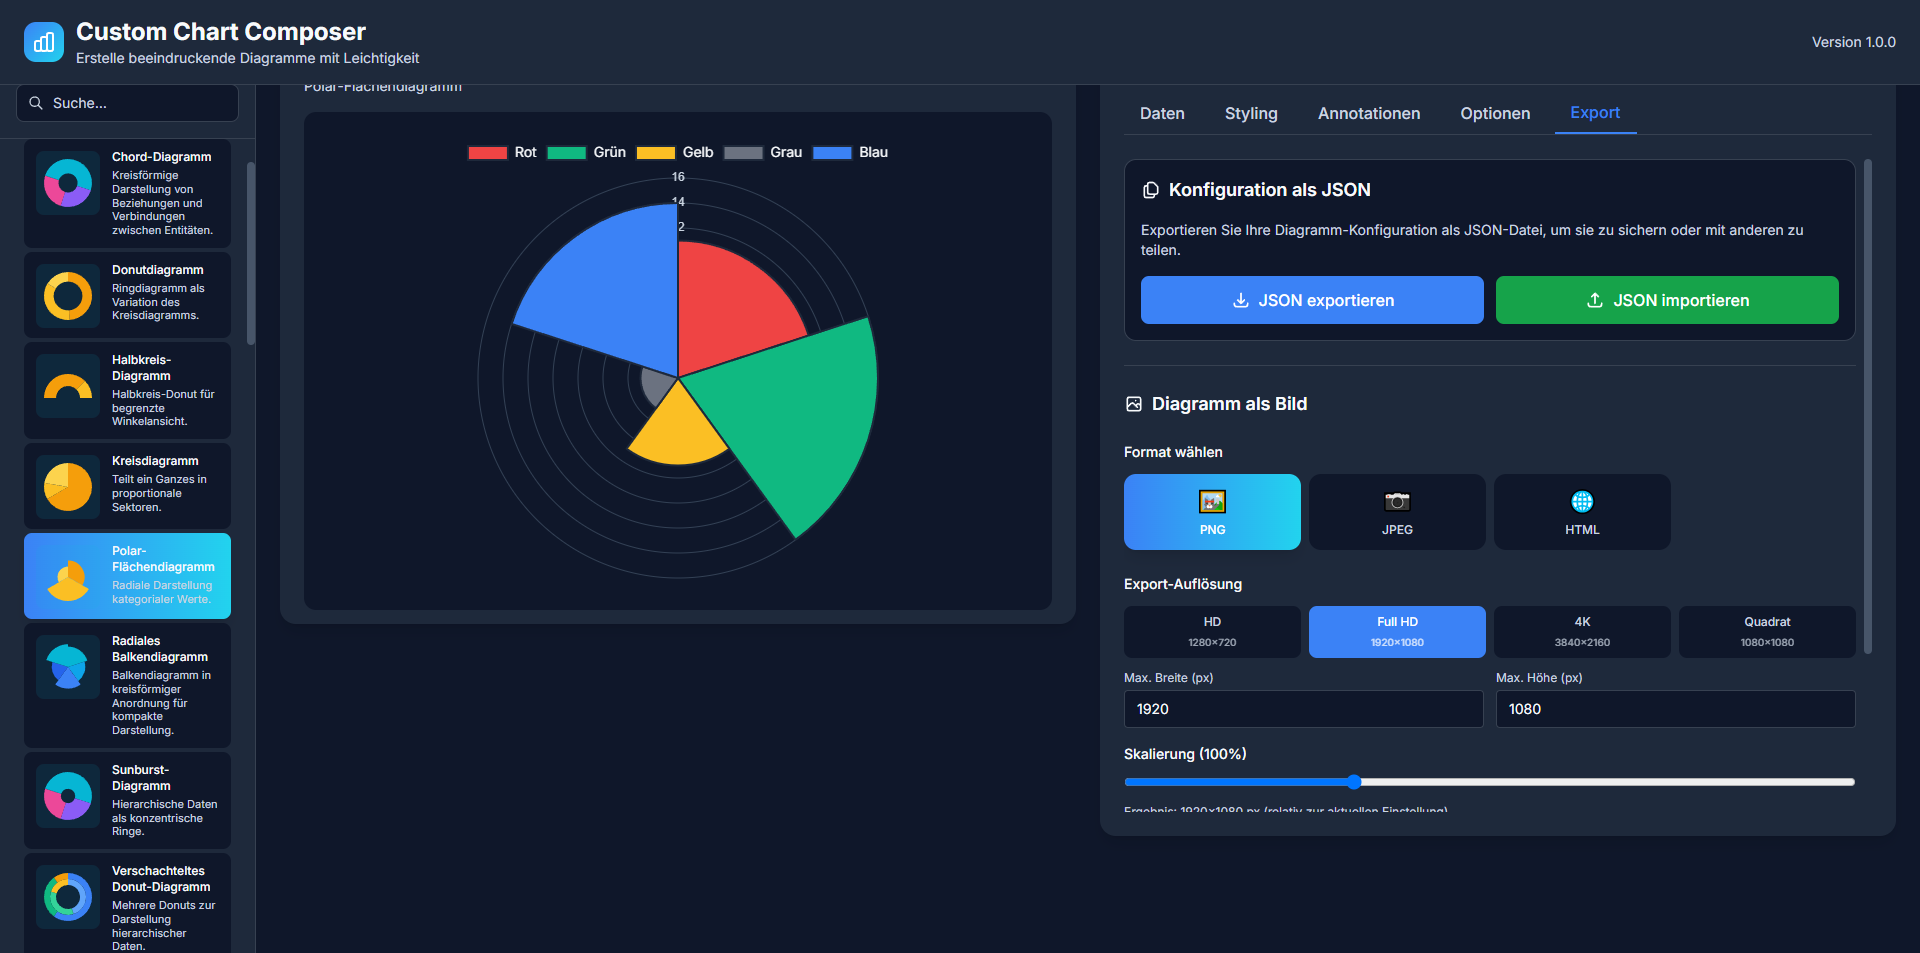 Custom Chart Composer
Erstelle beeindruckende Diagramme mit Leichtigkeit
Version 1.0.0
Suche...
Chord-Diagramm
Kreisförmige
Darstellung von
Beziehungen und
Verbindungen
zwischen Entitäten.
Donutdiagramm
Ringdiagramm als
Variation des
Kreisdiagramms.
Halbkreis-
Diagramm
Halbkreis-Donut für
begrenzte
Winkelansicht.
Kreisdiagramm
Teilt ein Ganzes in
proportionale
Sektoren.
Polar-
Flächendiagramm
Radiale Darstellung
kategorialer Werte.
Radiales
Balkendiagramm
Balkendiagramm in
kreisförmiger
Anordnung für
kompakte
Darstellung.
Sunburst-
Diagramm
Hierarchische Daten
als konzentrische
Ringe.
Verschachteltes
Donut-Diagramm
Mehrere Donuts zur
Darstellung
hierarchischer
Daten.
Polar-Flächendiagramm
Rot Grün Gelb Grau Blau
16
14
2
Daten Styling Annotationen Optionen Export
Konfiguration als JSON
Exportieren Sie Ihre Diagramm-Konfiguration als JSON-Datei, um sie zu sichern oder mit anderen zu
teilen.
JSON exportieren JSON importieren
Diagramm als Bild
Format wählen
PNG JPEG HTML
Export-Auflösung
HD Full HD 4K Quadrat
1280×720 1920×1080 3840×2160 1080×1080
Max. Breite (px) Max. Höhe (px)
1920 1080
Skalierung (100%)
Ergebnis: 1920×1080 px (relativ zur aktuellen Einstellung)